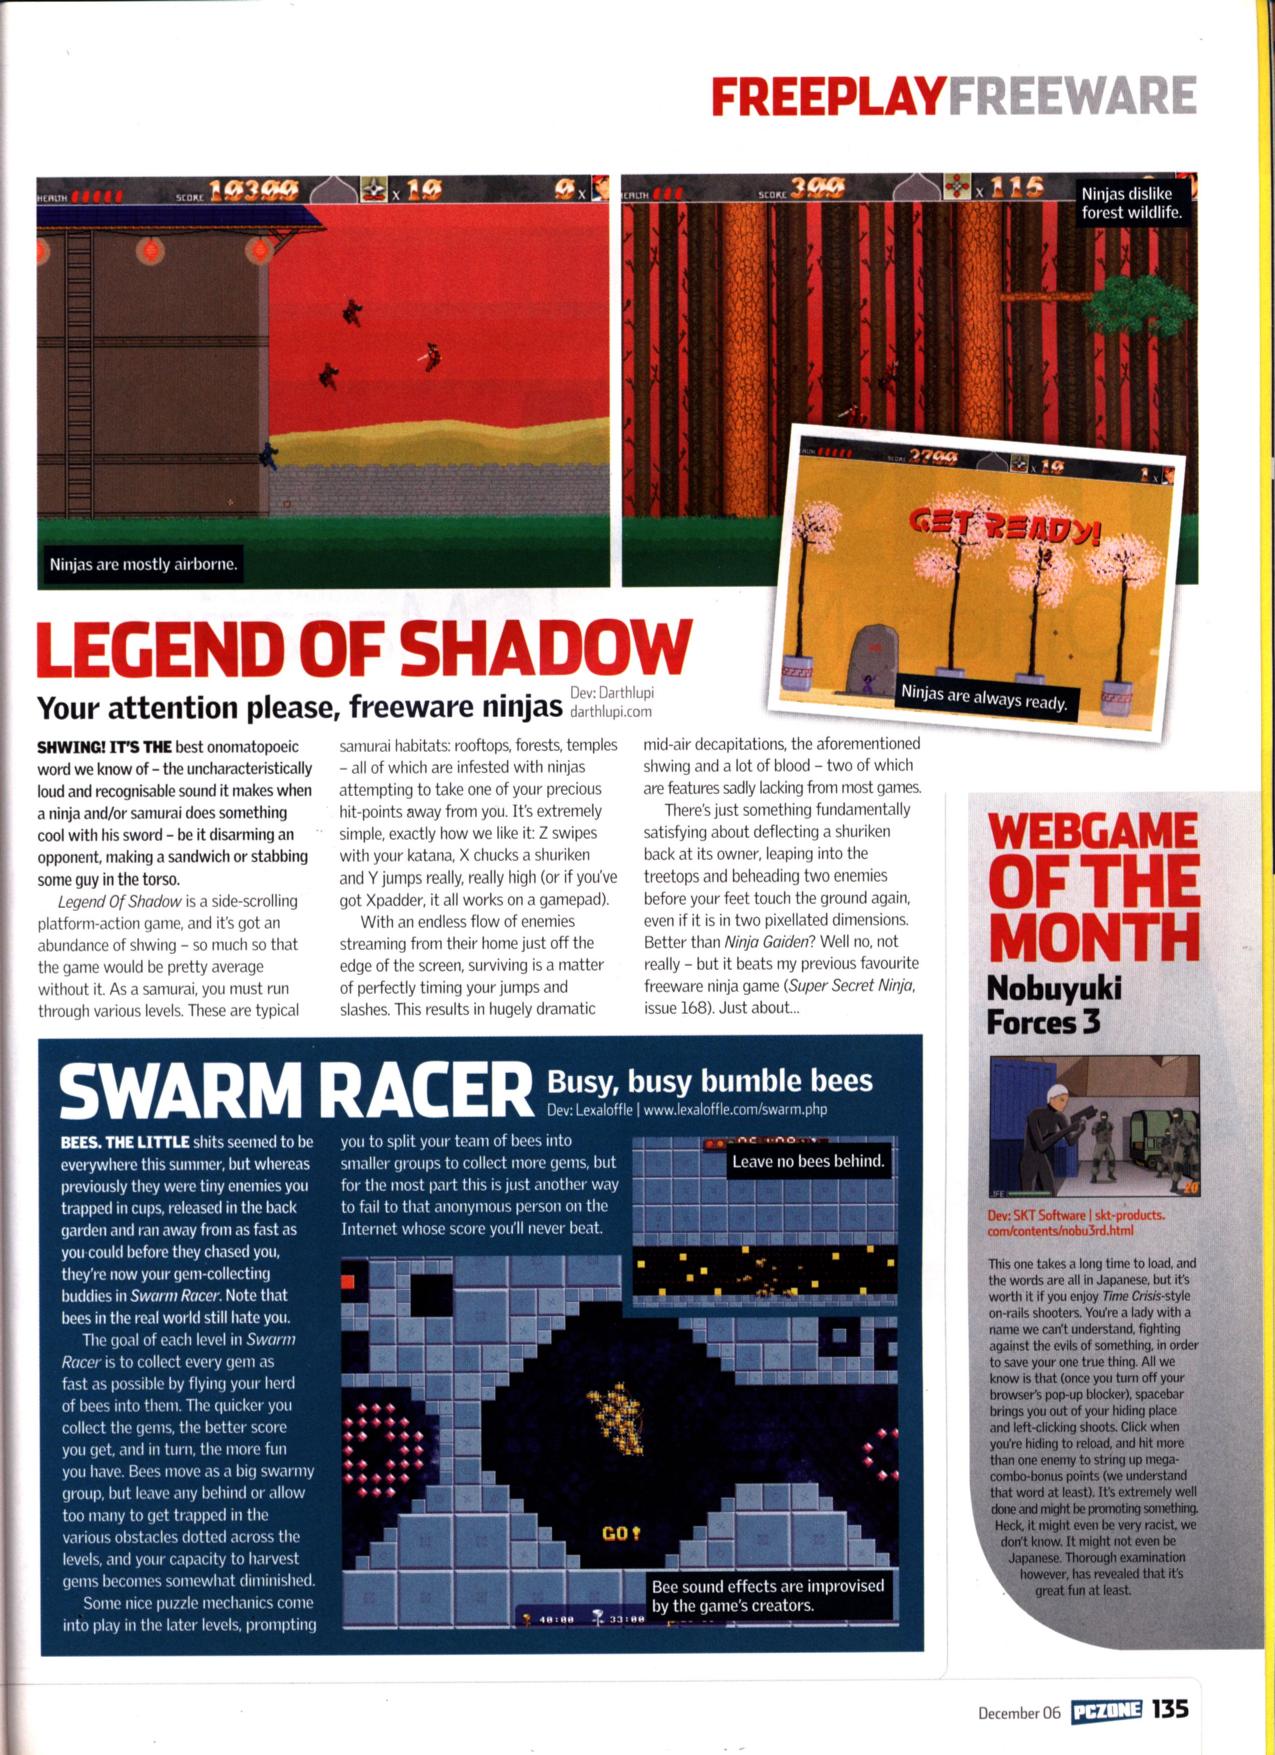 FREEPLAYFREEWARE
HEALTH
SCORE 10300
x 10
0 x
Ninjas are mostly airborne.
HEALTH
SCORE 300
x 115
Ninjas dislike
forest wildlife.
SCORE 2700
x 10
1 x
GET READY!
Ninjas are always ready.
LEGEND OF SHADOW
Your attention please, freeware ninjas
Dev: Darthlupi
darthlupi.com
SHWING! IT'S THE best onomatopoeic
word we know of – the uncharacteristically
loud and recognisable sound it makes when
a ninja and/or samurai does something
cool with his sword – be it disarming an
opponent, making a sandwich or stabbing
some guy in the torso.
Legend Of Shadow is a side-scrolling
platform-action game, and it's got an
abundance of shwing – so much so that
the game would be pretty average
without it. As a samurai, you must run
through various levels. These are typical
samurai habitats: rooftops, forests, temples
– all of which are infested with ninjas
attempting to take one of your precious
hit-points away from you. It's extremely
simple, exactly how we like it: Z swipes
with your katana, X chucks a shuriken
and Y jumps really, really high (or if you've
got Xpadder, it all works on a gamepad).
With an endless flow of enemies
streaming from their home just off the
edge of the screen, surviving is a matter
of perfectly timing your jumps and
slashes. This results in hugely dramatic
mid-air decapitations, the aforementioned
shwing and a lot of blood – two of which
are features sadly lacking from most games.
There's just something fundamentally
satisfying about deflecting a shuriken
back at its owner, leaping into the
treetops and beheading two enemies
before your feet touch the ground again,
even if it is in two pixellated dimensions.
Better than Ninja Gaiden? Well no, not
really – but it beats my previous favourite
freeware ninja game (Super Secret Ninja,
issue 168). Just about...
SWARM RACER
Busy, busy bumble bees
Dev: Lexaloffle | www.lexaloffle.com/swarm.php
BEES. THE LITTLE shits seemed to be
everywhere this summer, but whereas
previously they were tiny enemies you
trapped in cups, released in the back
garden and ran away from as fast as
you could before they chased you,
they're now your gem-collecting
buddies in Swarm Racer. Note that
bees in the real world still hate you.
The goal of each level in Swarm
Racer is to collect every gem as
fast as possible by flying your herd
of bees into them. The quicker you
collect the gems, the better score
you get, and in turn, the more fun
you have. Bees move as a big swarmy
group, but leave any behind or allow
too many to get trapped in the
various obstacles dotted across the
levels, and your capacity to harvest
gems becomes somewhat diminished.
Some nice puzzle mechanics come
into play in the later levels, prompting
you to split your team of bees into
smaller groups to collect more gems, but
for the most part this is just another way
to fail to that anonymous person on the
Internet whose score you'll never beat.
Leave no bees behind.
GO!
40:00
33:00
Bee sound effects are improvised
by the game's creators.
WEBGAME
OF THE
MONTH
Nobuyuki
Forces 3
20
Dev: SKT Software | skt-products.
com/contents/nobu3rd.html
This one takes a long time to load, and
the words are all in Japanese, but it's
worth it if you enjoy Time Crisis-style
on-rails shooters. You're a lady with a
name we can't understand, fighting
against the evils of something, in order
to save your one true thing. All we
know is that (once you turn off your
browser's pop-up blocker), spacebar
brings you out of your hiding place
and left-clicking shoots. Click when
you're hiding to reload, and hit more
than one enemy to string up mega-
combo-bonus points (we understand
that word at least). It's extremely well
done and might be promoting something.
Heck, it might even be very racist, we
don't know. It might not even be
Japanese. Thorough examination
however, has revealed that it's
great fun at least.
December 06 PCZONE 135